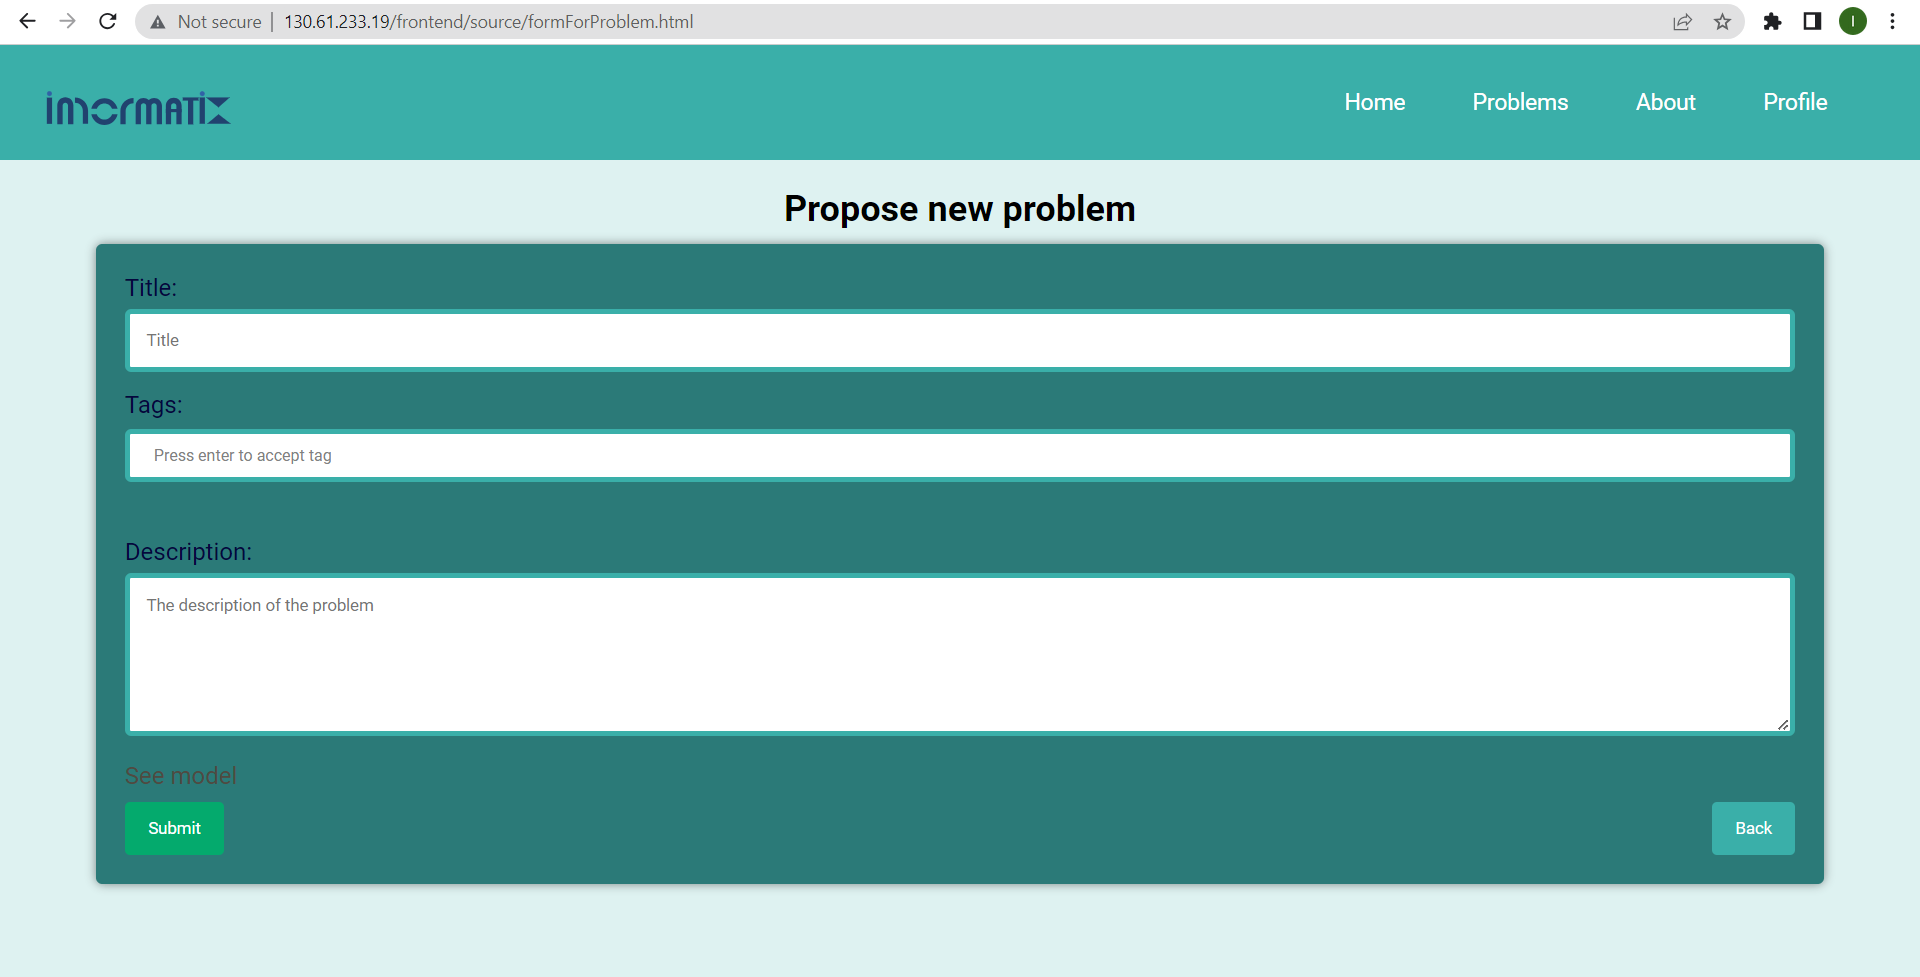 Not secure | 130.61.233.19/frontend/source/formForProblem.html
I
Home Problems About Profile
Propose new problem
Title:
Title
Tags:
Press enter to accept tag
Description:
The description of the problem
See model
Submit Back